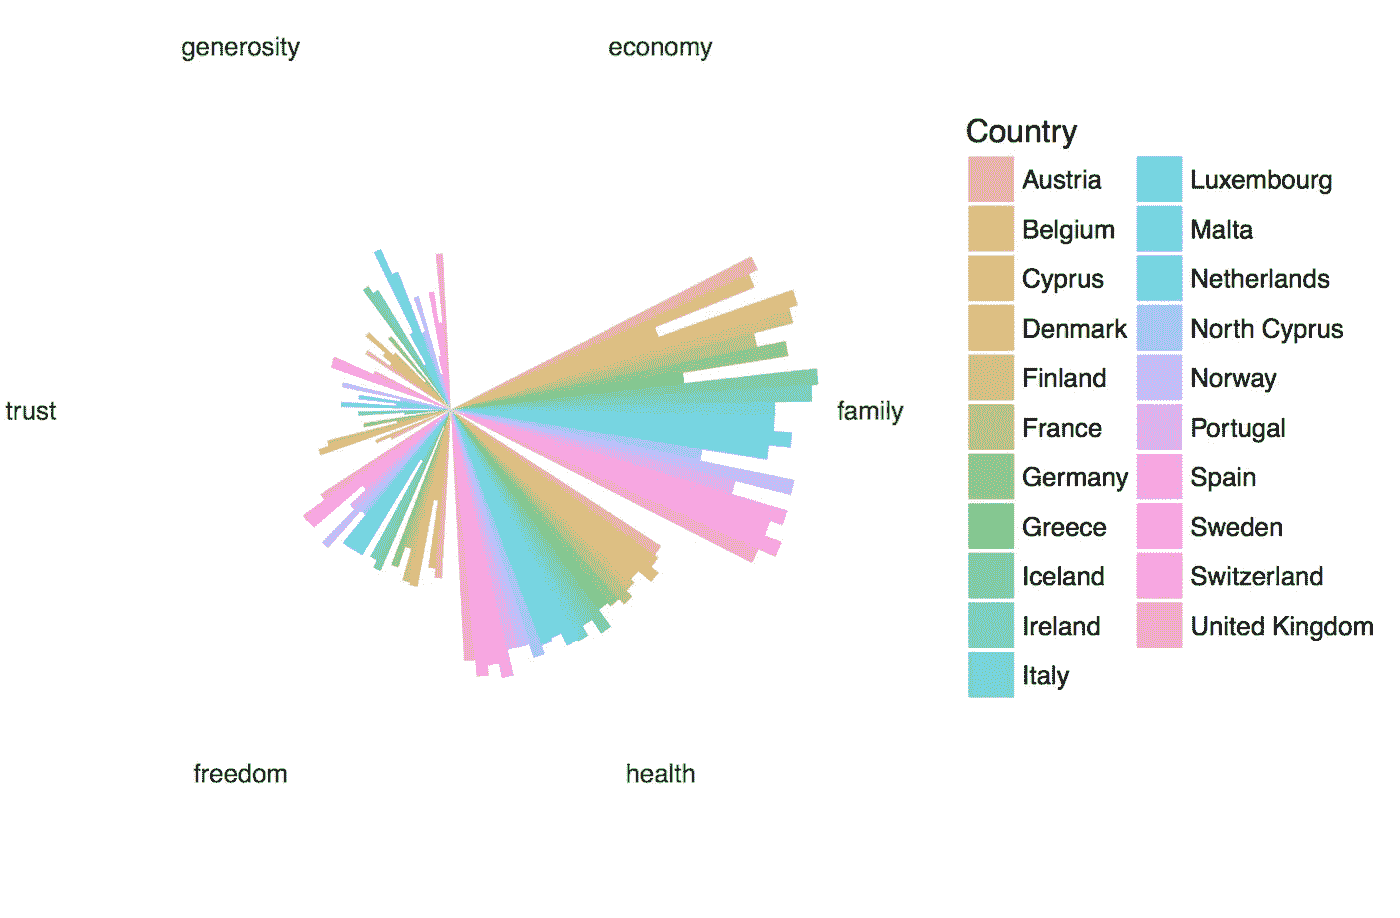 generosity
economy
trust
family
freedom
health
Country
Austria
Belgium
Cyprus
Denmark
Finland
France
Germany
Greece
Iceland
Ireland
Italy
Luxembourg
Malta
Netherlands
North Cyprus
Norway
Portugal
Spain
Sweden
Switzerland
United Kingdom